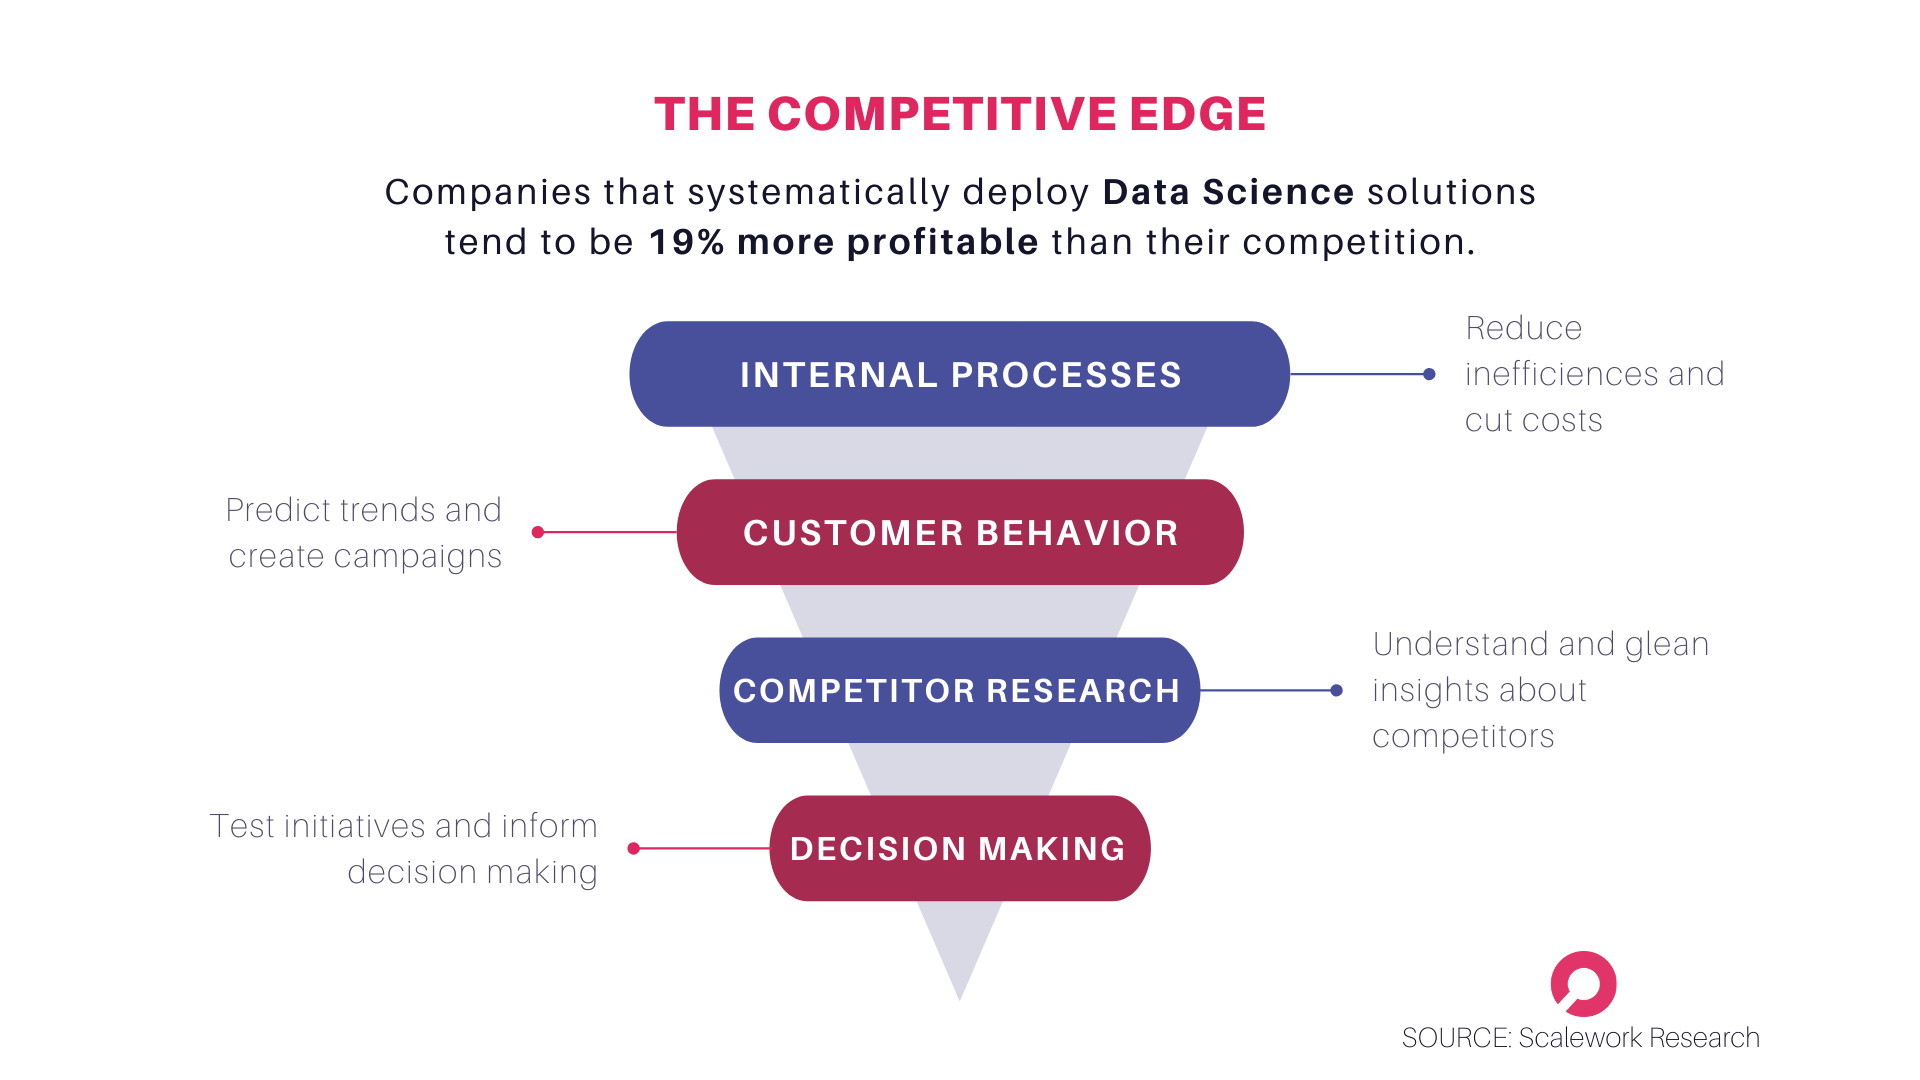 THE COMPETITIVE EDGE
Companies that systematically deploy Data Science solutions
tend to be 19% more profitable than their competition.
INTERNAL PROCESSES
Reduce
inefficiences and
cut costs
CUSTOMER BEHAVIOR
Predict trends and
create campaigns
COMPETITOR RESEARCH
Understand and glean
insights about
competitors
DECISION MAKING
Test initiatives and inform
decision making
SOURCE: Scalework Research